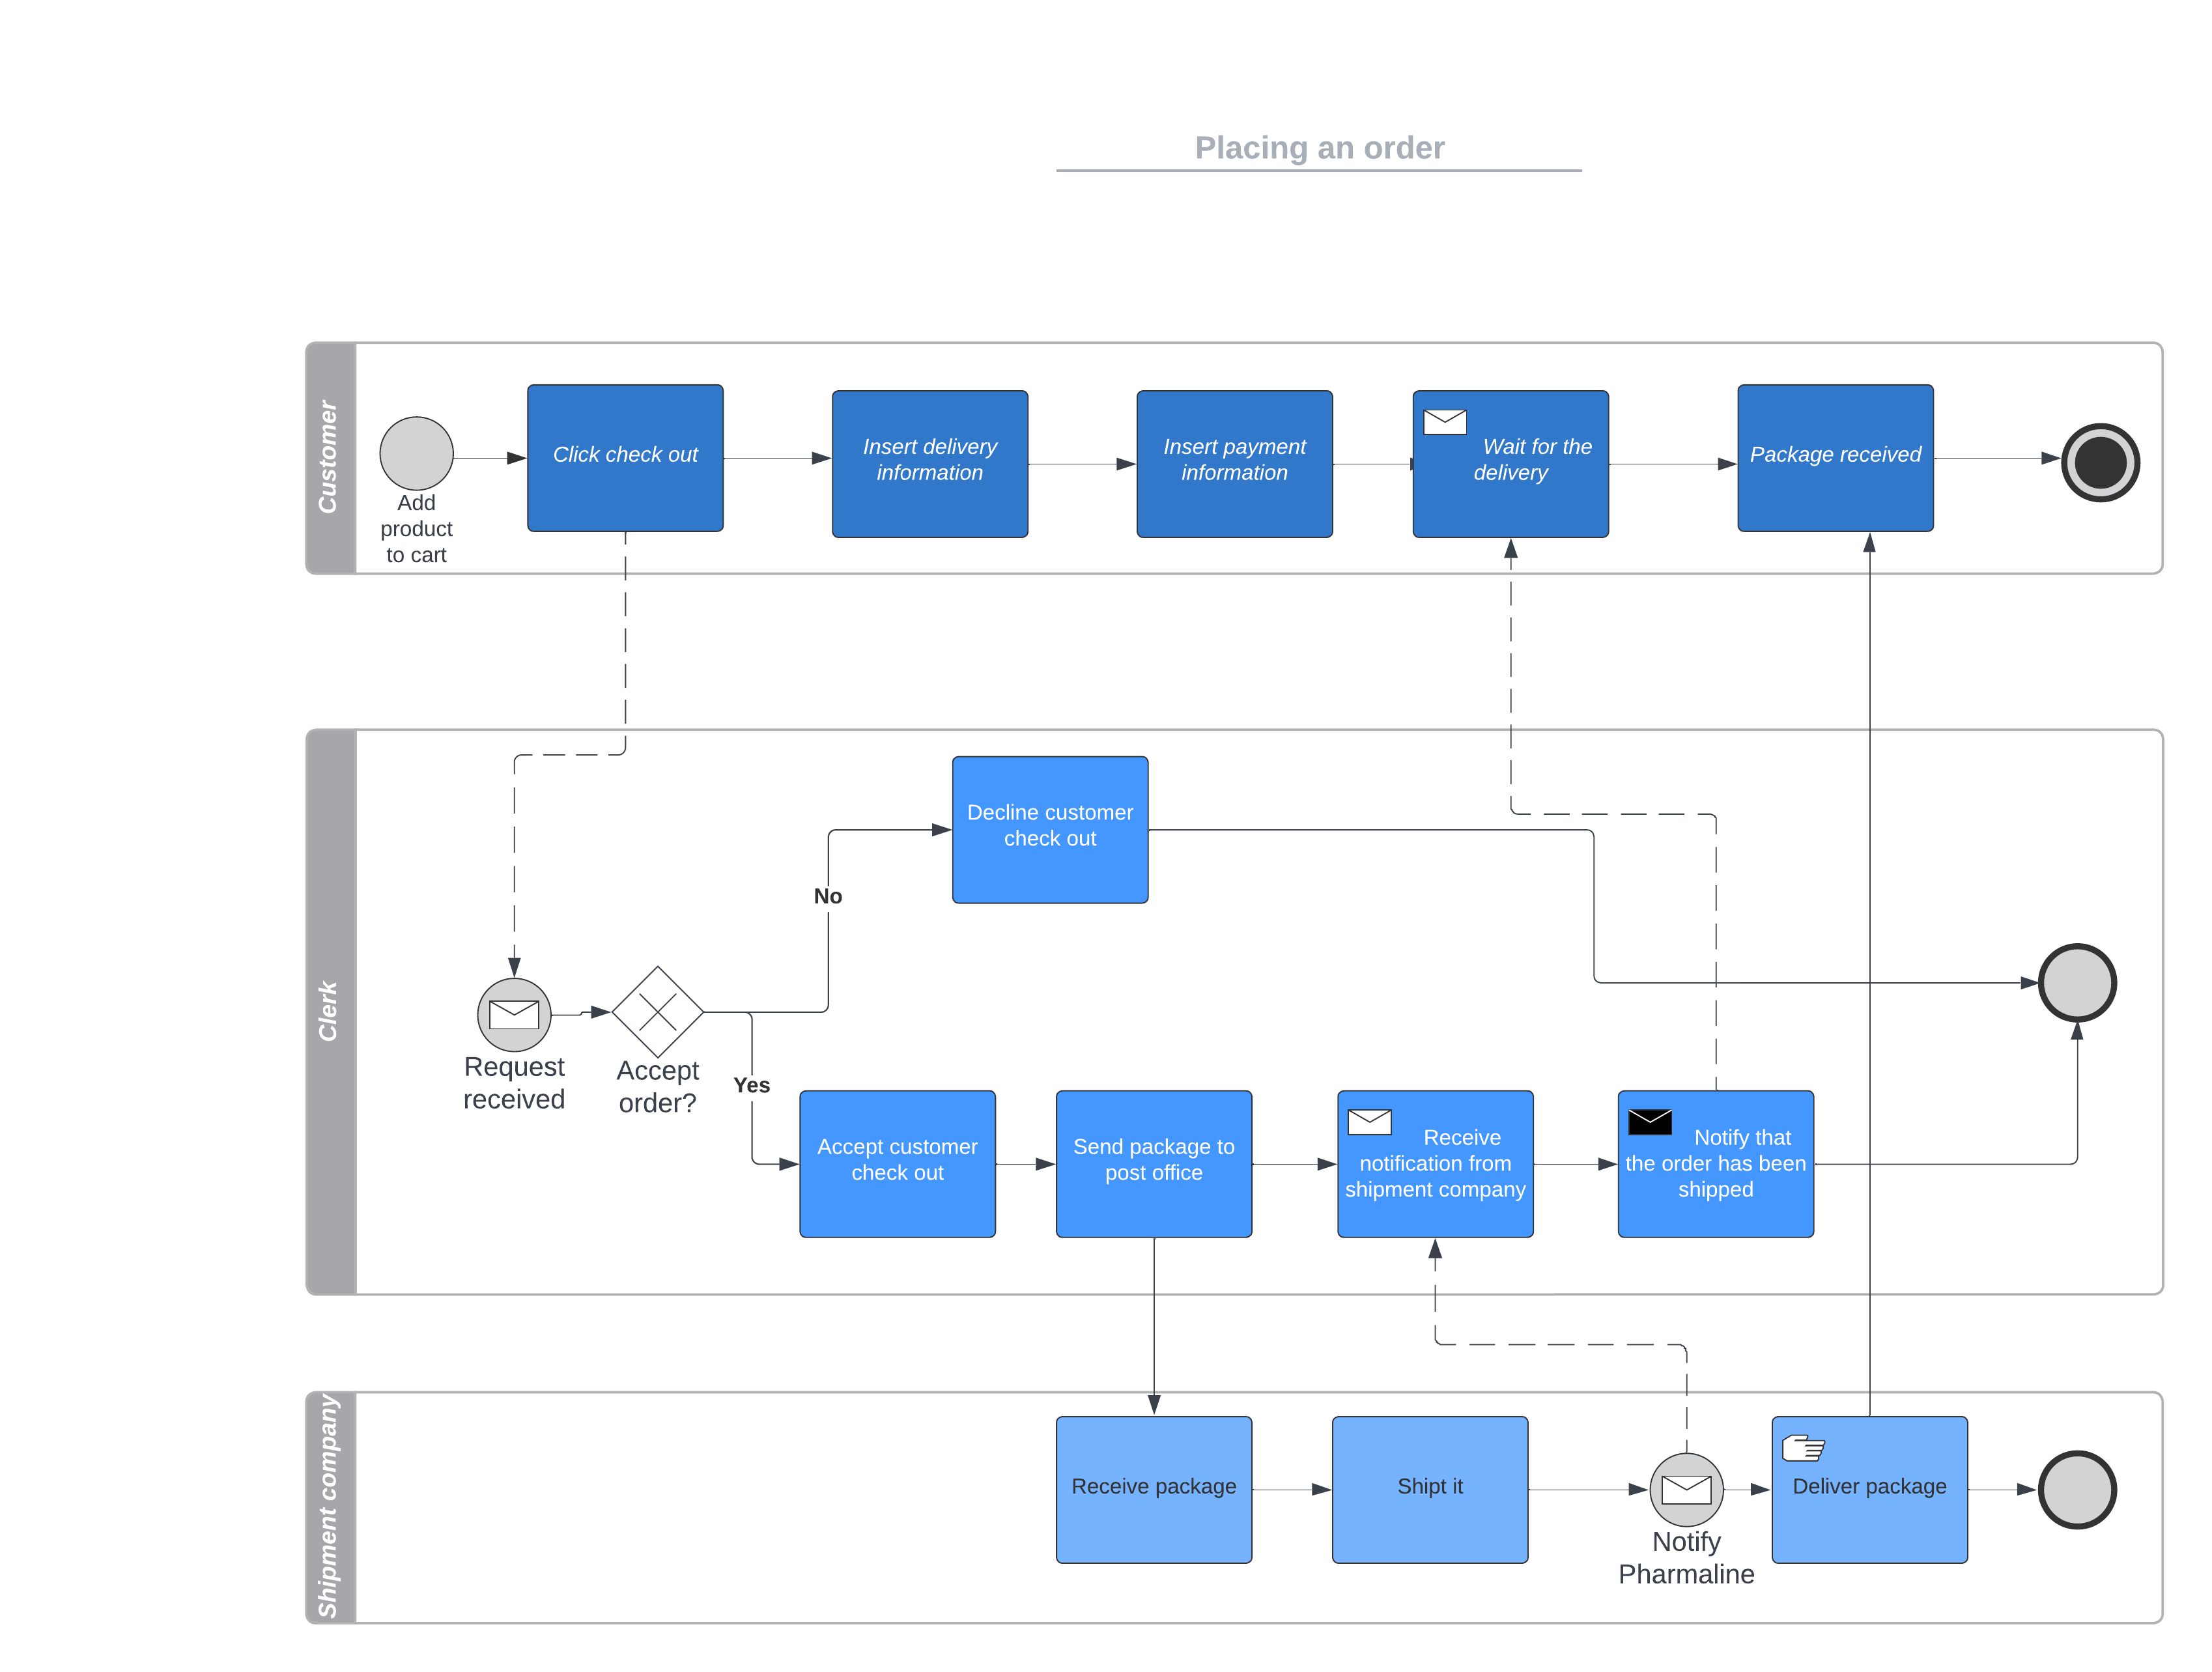 Placing an order
Customer
Add
product
to cart
Click check out
Insert delivery
information
Insert payment
information
Wait for the
delivery
Package received
Clerk
Decline customer
check out
No
Request
received
Accept
order?
Yes
Accept customer
check out
Send package to
post office
Receive
notification from
shipment company
Notify that
the order has been
shipped
Shipment company
Receive package
Shipt it
Notify
Pharmaline
Deliver package